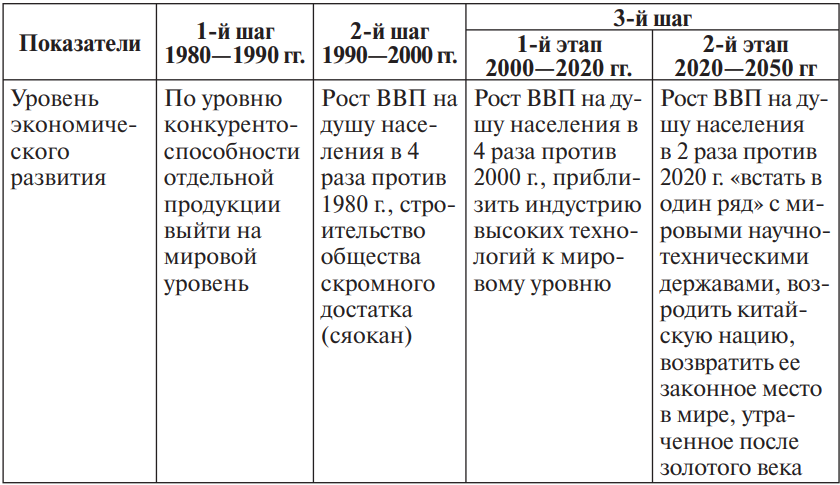 Показатели
1-й шаг
1980—1990 гг.
2-й шаг
1990—2000 гг.
3-й шаг
1-й этап
2000—2020 гг.
2-й этап
2020—2050 гг
Уровень
экономиче-
ского
развития
По уровню
конкуренто-
способности
отдельной
продукции
выйти на
мировой
уровень
Рост ВВП на
душу насе-
ления в 4
раза против
1980 г., стро-
ительство
общества
скромного
достатка
(сяокан)
Рост ВВП на ду-
шу населения в
4 раза против
2000 г., прибли-
зить индустрию
высоких техно-
логий к миро-
вому уровню
Рост ВВП на ду-
шу населения
в 2 раза против
2020 г. «встать в
один ряд» с ми-
ровыми научно-
техническими
державами, воз-
родить китай-
скую нацию,
возвратить ее
законное место
в мире, утра-
ченное после
золотого века